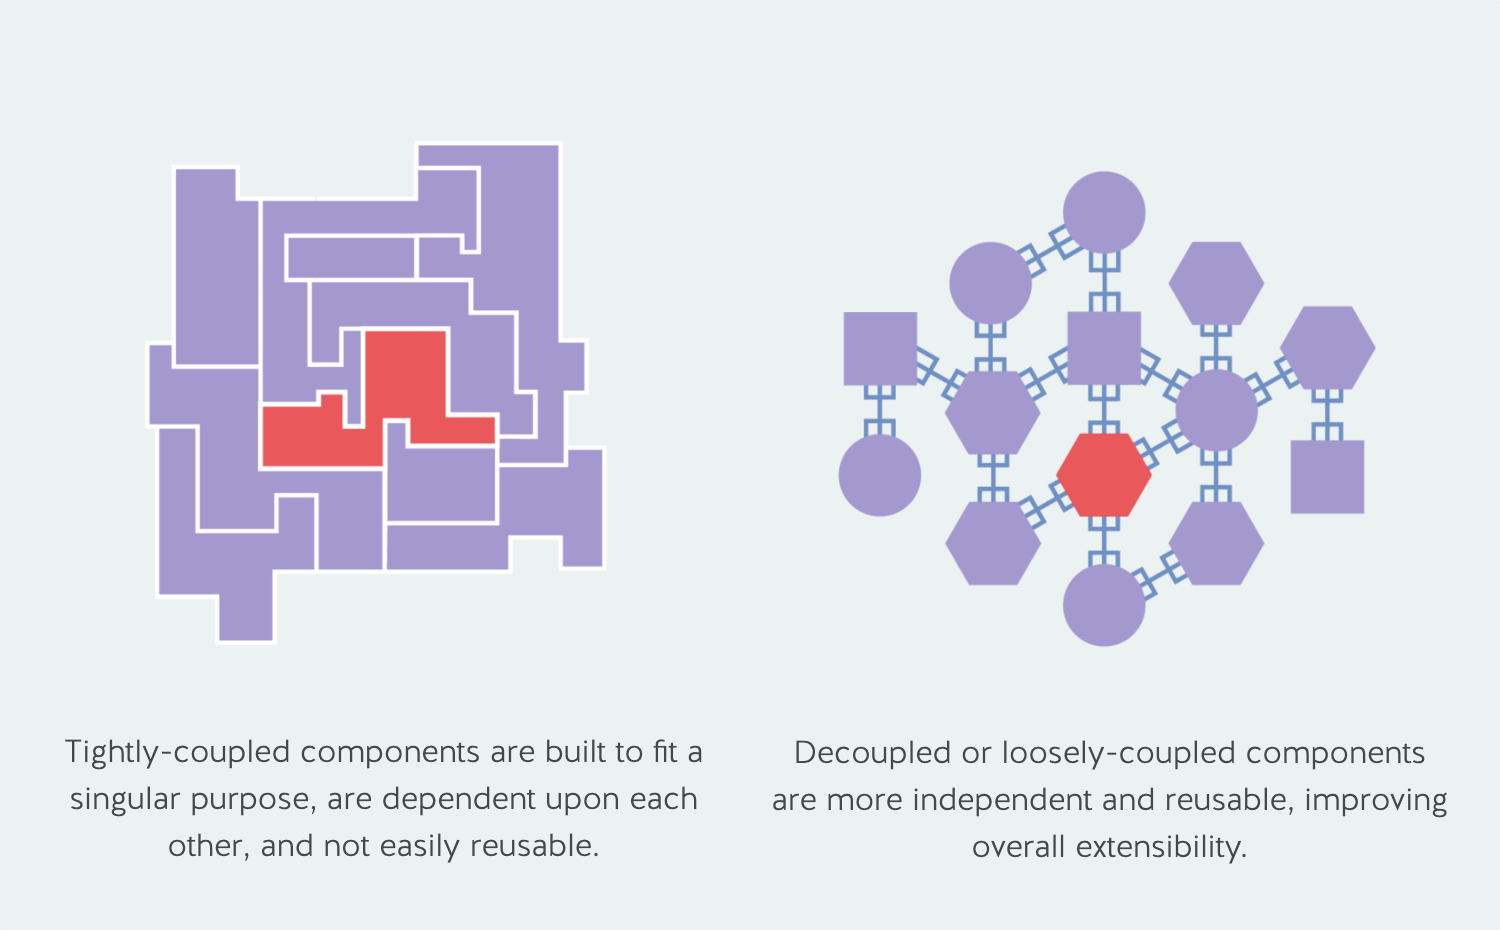 Tightly-coupled components are built to fit a
singular purpose, are dependent upon each
other, and not easily reusable.
Decoupled or loosely-coupled components
are more independent and reusable, improving
overall extensibility.